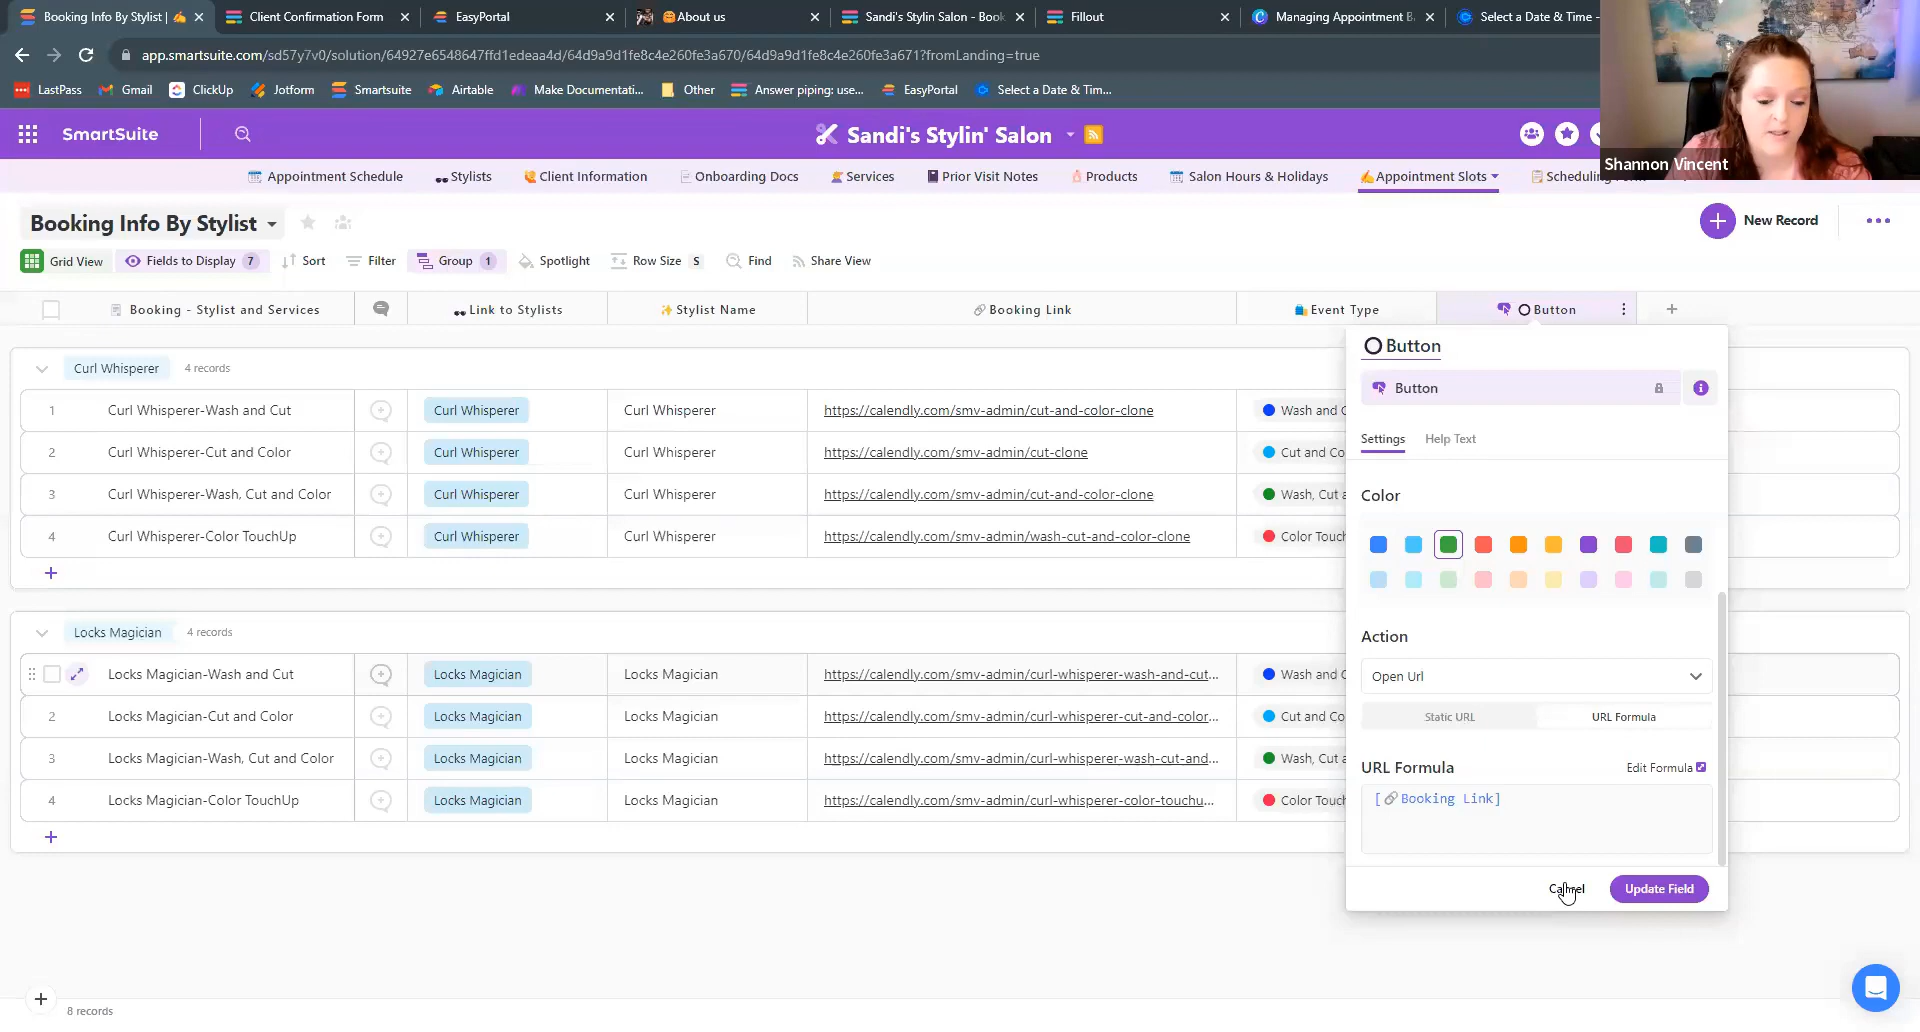 Booking Info By Stylist |
Client Confirmation Form
EasyPortal
About us
Sandi's Stylin Salon - Book
Fillout
Managing Appointment B
Select a Date & Time -
app.smartsuite.com/sd57y7v0/solution/64927e6548647ffd1edeaa4d/64d9a9d1fe8c4e260fe3a670/64d9a9d1fe8c4e260fe3a671?fromLanding=true
LastPass
Gmail
ClickUp
Jotform
Smartsuite
Airtable
Make Documentati...
Other
Answer piping: use...
EasyPortal
Select a Date & Tim...
SmartSuite
Sandi's Stylin' Salon
Shannon Vincent
Appointment Schedule
Stylists
Client Information
Onboarding Docs
Services
Prior Visit Notes
Products
Salon Hours & Holidays
Appointment Slots
Scheduling
Booking Info By Stylist
New Record
Grid View
Fields to Display 7
Sort
Filter
Group 1
Spotlight
Row Size S
Find
Share View
Booking - Stylist and Services
Link to Stylists
Stylist Name
Booking Link
Event Type
Button
Curl Whisperer 4 records
1 Curl Whisperer-Wash and Cut Curl Whisperer Curl Whisperer https://calendly.com/smv-admin/cut-and-color-clone Wash and C
2 Curl Whisperer-Cut and Color Curl Whisperer Curl Whisperer https://calendly.com/smv-admin/cut-clone Cut and Co
3 Curl Whisperer-Wash, Cut and Color Curl Whisperer Curl Whisperer https://calendly.com/smv-admin/cut-and-color-clone Wash, Cut a
4 Curl Whisperer-Color TouchUp Curl Whisperer Curl Whisperer https://calendly.com/smv-admin/wash-cut-and-color-clone Color Touch
Locks Magician 4 records
Locks Magician-Wash and Cut Locks Magician Locks Magician https://calendly.com/smv-admin/curl-whisperer-wash-and-cut... Wash and C
2 Locks Magician-Cut and Color Locks Magician Locks Magician https://calendly.com/smv-admin/curl-whisperer-cut-and-color... Cut and Co
3 Locks Magician-Wash, Cut and Color Locks Magician Locks Magician https://calendly.com/smv-admin/curl-whisperer-wash-cut-and... Wash, Cut a
4 Locks Magician-Color TouchUp Locks Magician Locks Magician https://calendly.com/smv-admin/curl-whisperer-color-touchu... Color Touch
8 records
Button
Button
Settings
Help Text
Color
Action
Open Url
Static URL
URL Formula
URL Formula
Edit Formula
[🔗Booking Link]
Cancel
Update Field